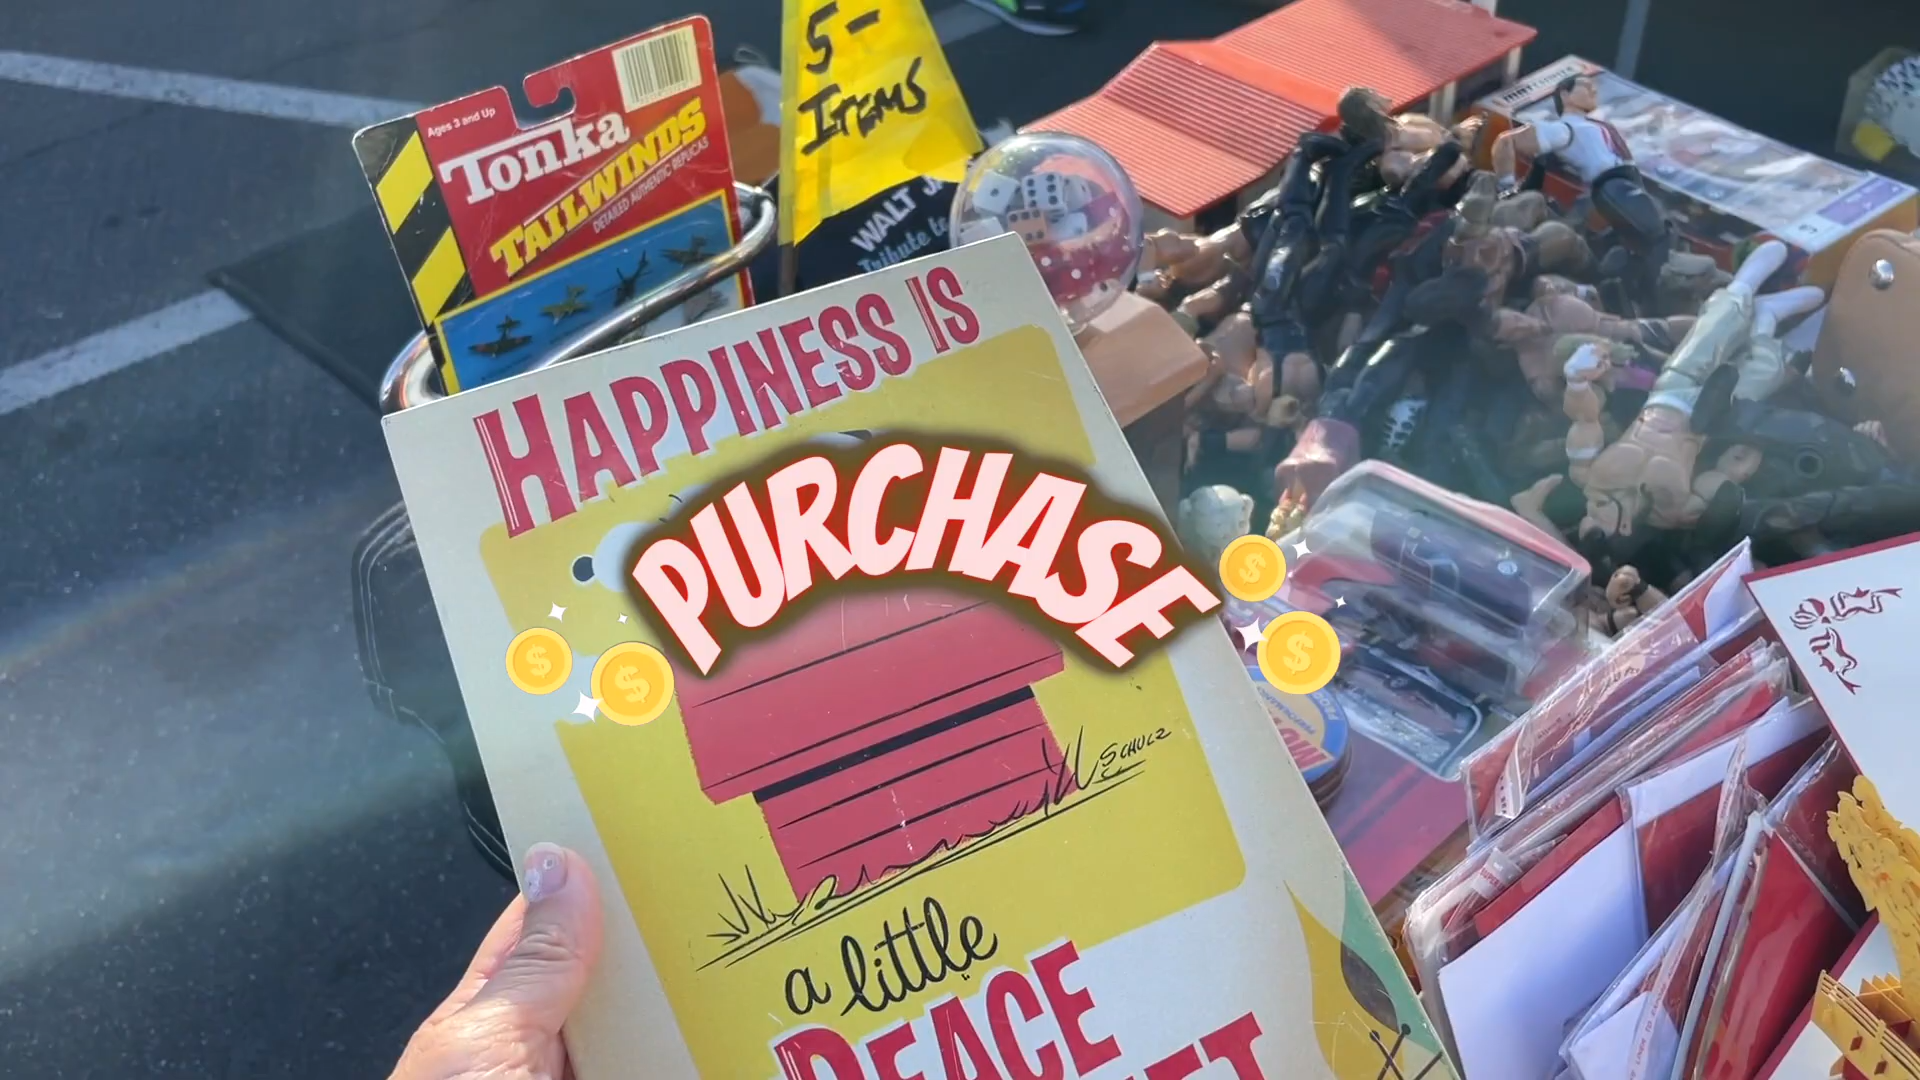 5-
ITEMS
Ages 3 and Up
Tonka
TAILWINDS
DETAILED AUTHENTIC REPLICAS
WALT
Tribute to
HAPPINESS IS
PURCHASE
SCHULZ
a little
PEACE